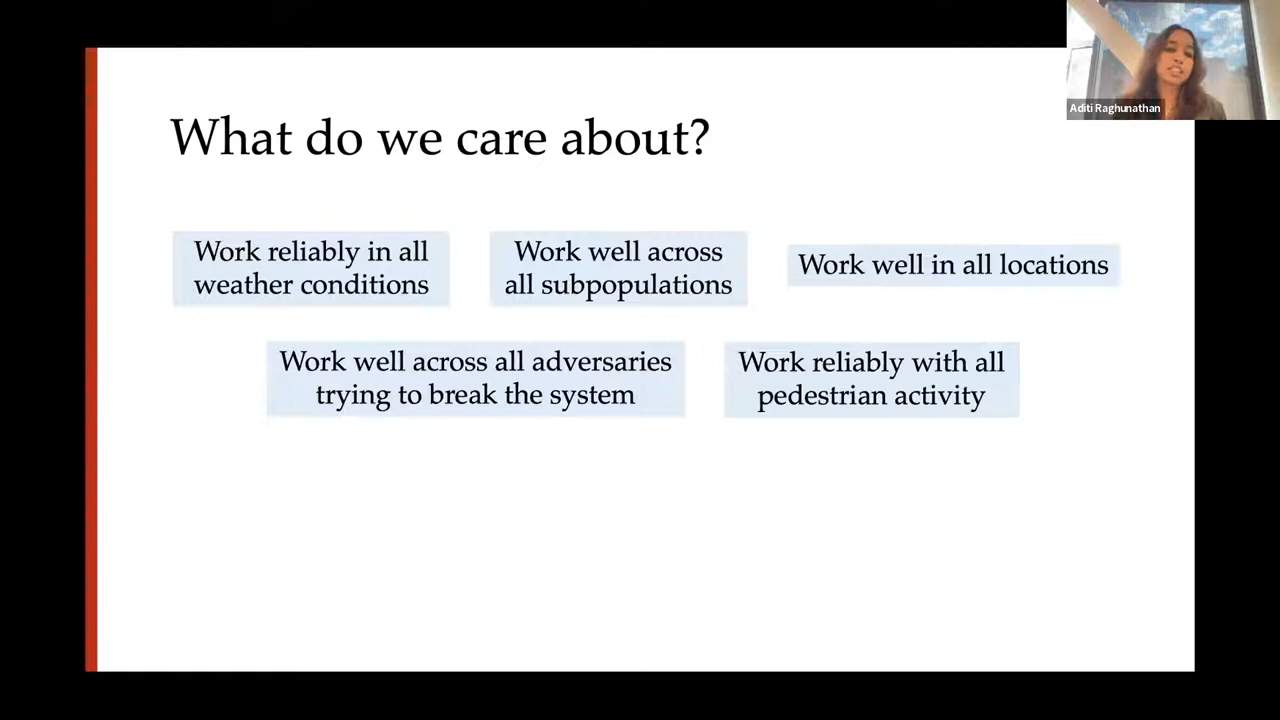 Aditi Raghunathan
What do we care about?
Work reliably in all
weather conditions
Work well across
all subpopulations
Work well in all locations
Work well across all adversaries
trying to break the system
Work reliably with all
pedestrian activity